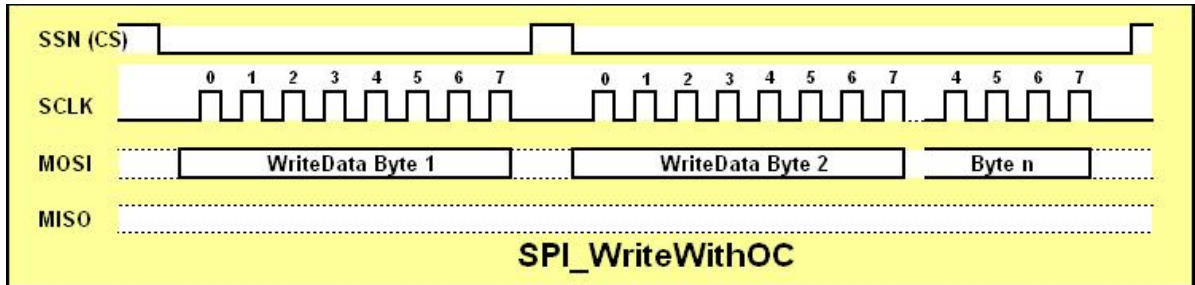 SSN (CS)
0 1 2 3 4 5 6 7 0 1 2 3 4 5 6 7 4 5 6 7
SCLK
MOSI WriteData Byte 1 WriteData Byte 2 Byte n
MISO
SPI_WriteWithOC